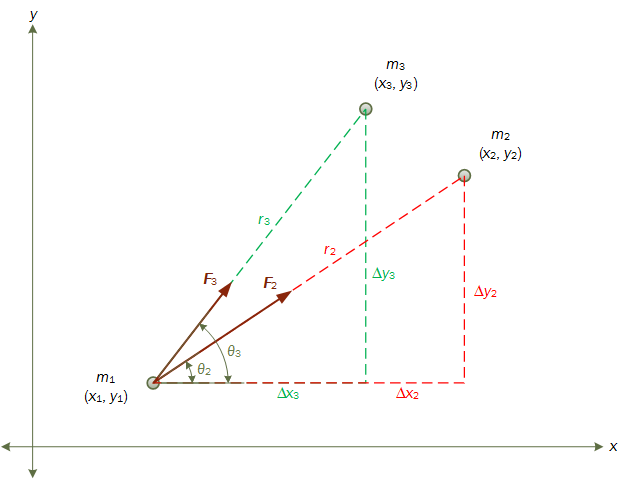 y
m3
(x3, y3)
m2
(x2, y2)
r3
r2
F3
F2
Δy3
Δy2
θ3
θ2
m1
(x1, y1)
Δx3
Δx2
x